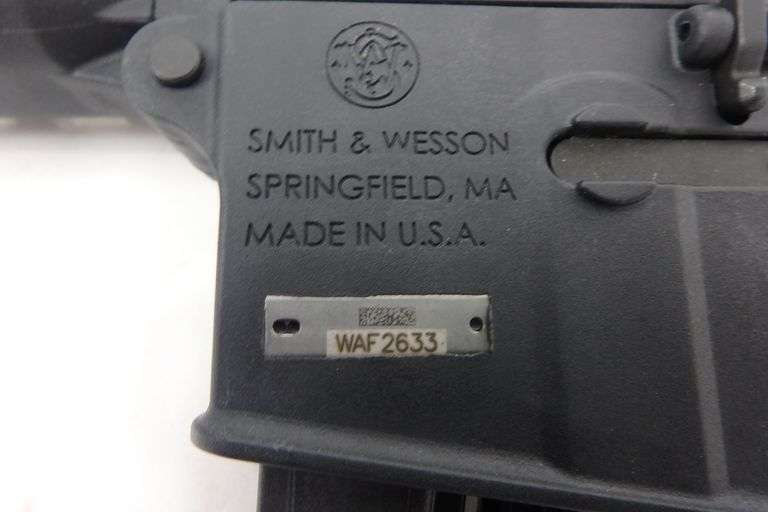 SMITH & WESSON
SPRINGFIELD, MA
MADE IN U.S.A.
WAF2633